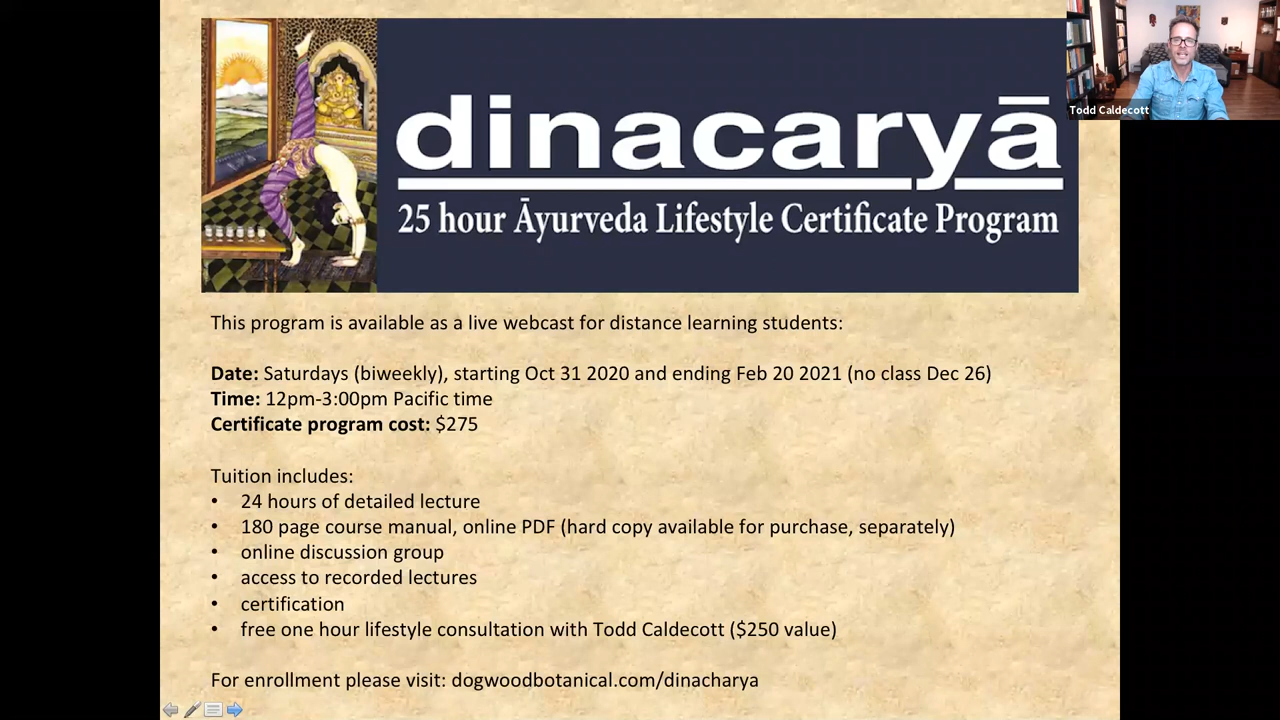 dinacaryā
25 hour Āyurveda Lifestyle Certificate Program
Todd Caldecott
This program is available as a live webcast for distance learning students:
Date: Saturdays (biweekly), starting Oct 31 2020 and ending Feb 20 2021 (no class Dec 26)
Time: 12pm-3:00pm Pacific time
Certificate program cost: $275
Tuition includes:
• 24 hours of detailed lecture
• 180 page course manual, online PDF (hard copy available for purchase, separately)
• online discussion group
• access to recorded lectures
• certification
• free one hour lifestyle consultation with Todd Caldecott ($250 value)
For enrollment please visit: dogwoodbotanical.com/dinacharya